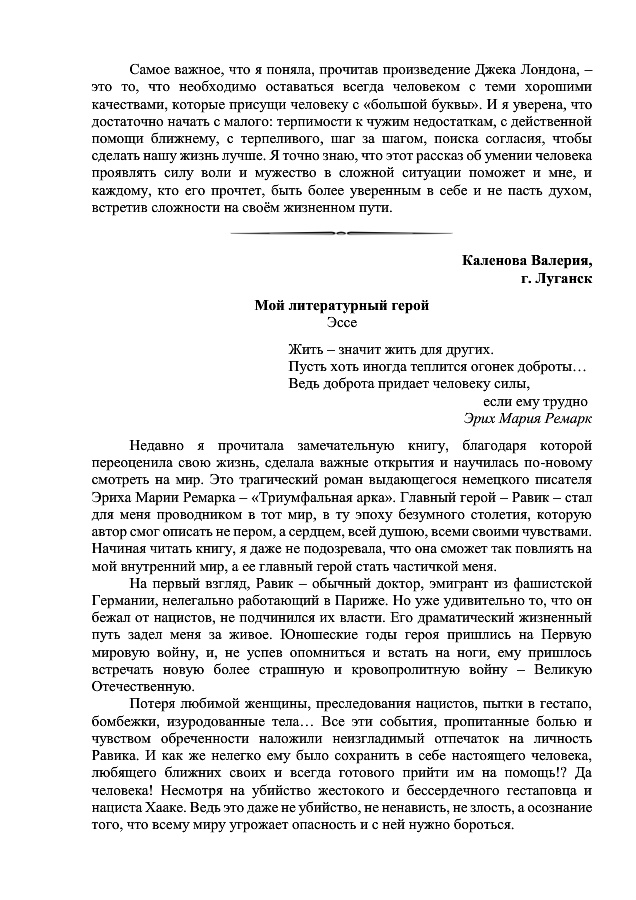 Самое важное, что я поняла, прочитав произведение Джека Лондона, –
это то, что необходимо оставаться всегда человеком с теми хорошими
качествами, которые присущи человеку с «большой буквы». И я уверена, что
достаточно начать с малого: терпимости к чужим недостаткам, с действенной
помощи ближнему, с терпеливого, шаг за шагом, поиска согласия, чтобы
сделать нашу жизнь лучше. Я точно знаю, что этот рассказ об умении человека
проявлять силу воли и мужество в сложной ситуации поможет и мне, и
каждому, кто его прочтет, быть более уверенным в себе и не пасть духом,
встретив сложности на своём жизненном пути.
Каленова Валерия,
г. Луганск
Мой литературный герой
Эссе
Жить – значит жить для других.
Пусть хоть иногда теплится огонек доброты…
Ведь доброта придает человеку силы,
если ему трудно
Эрих Мария Ремарк
Недавно я прочитала замечательную книгу, благодаря которой
переоценила свою жизнь, сделала важные открытия и научилась по-новому
смотреть на мир. Это трагический роман выдающегося немецкого писателя
Эриха Марии Ремарка – «Триумфальная арка». Главный герой – Равик – стал
для меня проводником в тот мир, в ту эпоху безумного столетия, которую
автор смог описать не пером, а сердцем, всей душою, всеми своими чувствами.
Начиная читать книгу, я даже не подозревала, что она сможет так повлиять на
мой внутренний мир, а ее главный герой стать частичкой меня.
На первый взгляд, Равик – обычный доктор, эмигрант из фашистской
Германии, нелегально работающий в Париже. Но уже удивительно то, что он
бежал от нацистов, не подчинился их власти. Его драматический жизненный
путь задел меня за живое. Юношеские годы героя пришлись на Первую
мировую войну, и, не успев опомниться и встать на ноги, ему пришлось
встречать новую более страшную и кровопролитную войну – Великую
Отечественную.
Потеря любимой женщины, преследования нацистов, пытки в гестапо,
бомбежки, изуродованные тела… Все эти события, пропитанные болью и
чувством обреченности наложили неизгладимый отпечаток на личность
Равика. И как же нелегко ему было сохранить в себе настоящего человека,
любящего ближних своих и всегда готового прийти им на помощь!? Да
человека! Несмотря на убийство жестокого и бессердечного гестаповца и
нациста Хааке. Ведь это даже не убийство, не ненависть, не злость, а осознание
того, что всему миру угрожает опасность и с ней нужно бороться.